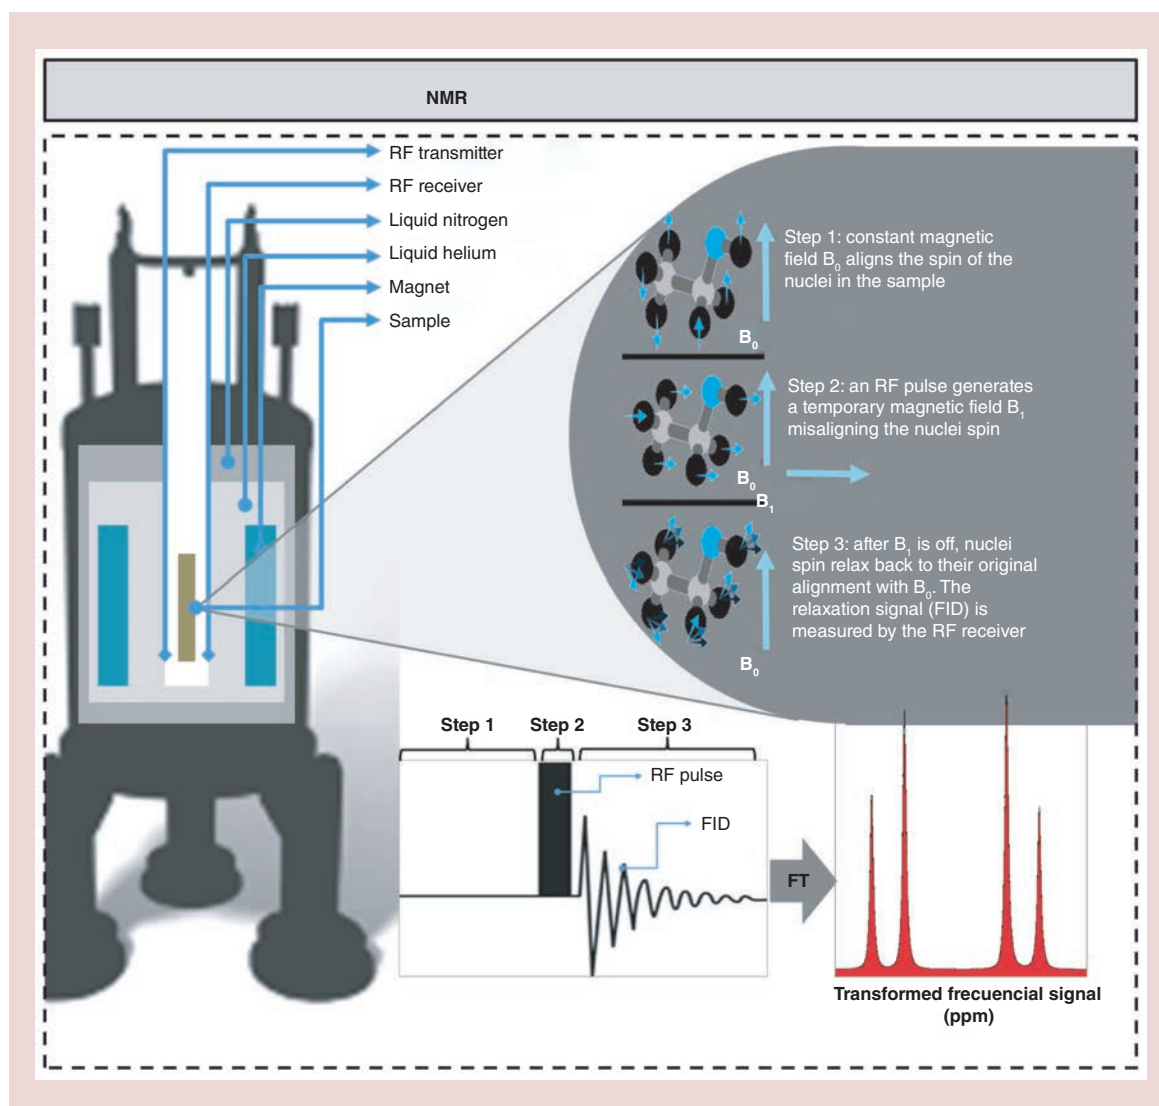 NMR
RF transmitter
RF receiver
Liquid nitrogen
Liquid helium
Magnet
Sample
Step 1: constant magnetic
field B0 aligns the spin of the
nuclei in the sample
B0
Step 2: an RF pulse generates
a temporary magnetic field B1
misaligning the nuclei spin
B0
B1
Step 3: after B1 is off, nuclei
spin relax back to their original
alignment with B0. The
relaxation signal (FID) is
measured by the RF receiver
B0
Step 1 Step 2 Step 3
RF pulse
FID
FT
Transformed frecuencial signal
(ppm)